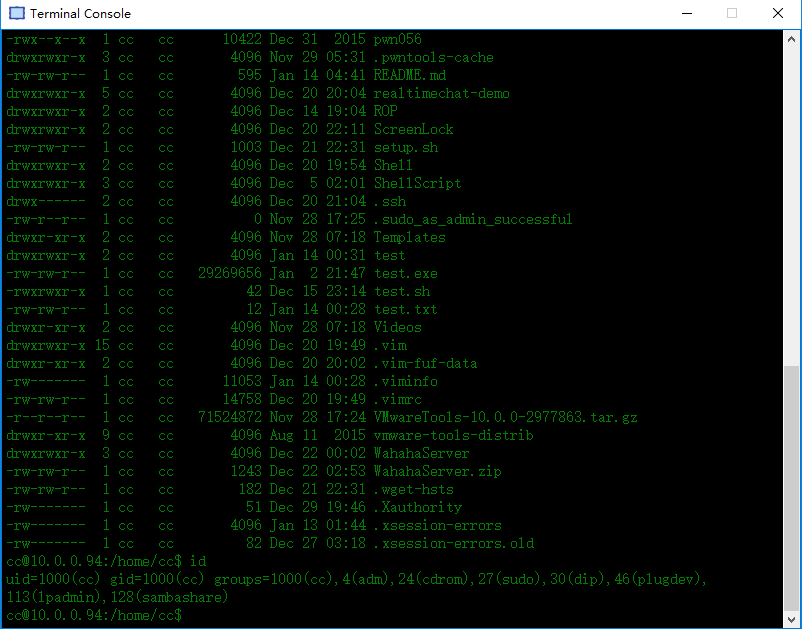 Terminal Console
-rwx--x--x  1 cc   cc      10422 Dec 31  2015 pwn056
drwxrwxr-x  3 cc   cc       4096 Nov 29 05:31 .pwntools-cache
-rw-rw-r--  1 cc   cc        595 Jan 14 04:41 README.md
drwxrwxr-x  5 cc   cc       4096 Dec 20 20:04 realtimechat-demo
drwxrwxr-x  2 cc   cc       4096 Dec 14 19:04 ROP
drwxrwxr-x  2 cc   cc       4096 Dec 20 22:11 ScreenLock
-rw-rw-r--  1 cc   cc       1003 Dec 21 22:31 setup.sh
drwxrwxr-x  2 cc   cc       4096 Dec 20 19:54 Shell
drwxrwxr-x  3 cc   cc       4096 Dec  5 02:01 ShellScript
drwx------  2 cc   cc       4096 Dec 20 21:04 .ssh
-rw-r--r--  1 cc   cc          0 Nov 28 17:25 .sudo_as_admin_successful
drwxr-xr-x  2 cc   cc       4096 Nov 28 07:18 Templates
drwxrwxr-x  2 cc   cc       4096 Jan 14 00:31 test
-rw-rw-r--  1 cc   cc   29269656 Jan  2 21:47 test.exe
-rwxrwxr-x  1 cc   cc         42 Dec 15 23:14 test.sh
-rw-rw-r--  1 cc   cc         12 Jan 14 00:28 test.txt
drwxr-xr-x  2 cc   cc       4096 Nov 28 07:18 Videos
drwxrwxr-x 15 cc   cc       4096 Dec 20 19:49 .vim
drwxr-xr-x  2 cc   cc       4096 Dec 20 20:02 .vim-fuf-data
-rw-------  1 cc   cc      11053 Jan 14 00:28 .viminfo
-rw-rw-r--  1 cc   cc      14758 Dec 20 19:49 .vimrc
-r--r--r--  1 cc   cc   71524872 Nov 28 17:24 VMwareTools-10.0.0-2977863.tar.gz
drwxr-xr-x  9 cc   cc       4096 Aug 11  2015 vmware-tools-distrib
drwxrwxr-x  3 cc   cc       4096 Dec 22 00:02 WahahaServer
-rw-rw-r--  1 cc   cc       1243 Dec 22 02:53 WahahaServer.zip
-rw-rw-r--  1 cc   cc        182 Dec 21 22:31 .wget-hsts
-rw-------  1 cc   cc         51 Dec 29 19:46 .Xauthority
-rw-------  1 cc   cc       4096 Jan 13 01:44 .xsession-errors
-rw-------  1 cc   cc         82 Dec 27 03:18 .xsession-errors.old
cc@10.0.0.94:/home/cc$ id
uid=1000(cc) gid=1000(cc) groups=1000(cc),4(adm),24(cdrom),27(sudo),30(dip),46(plugdev),
113(lpadmin),128(sambashare)
cc@10.0.0.94:/home/cc$